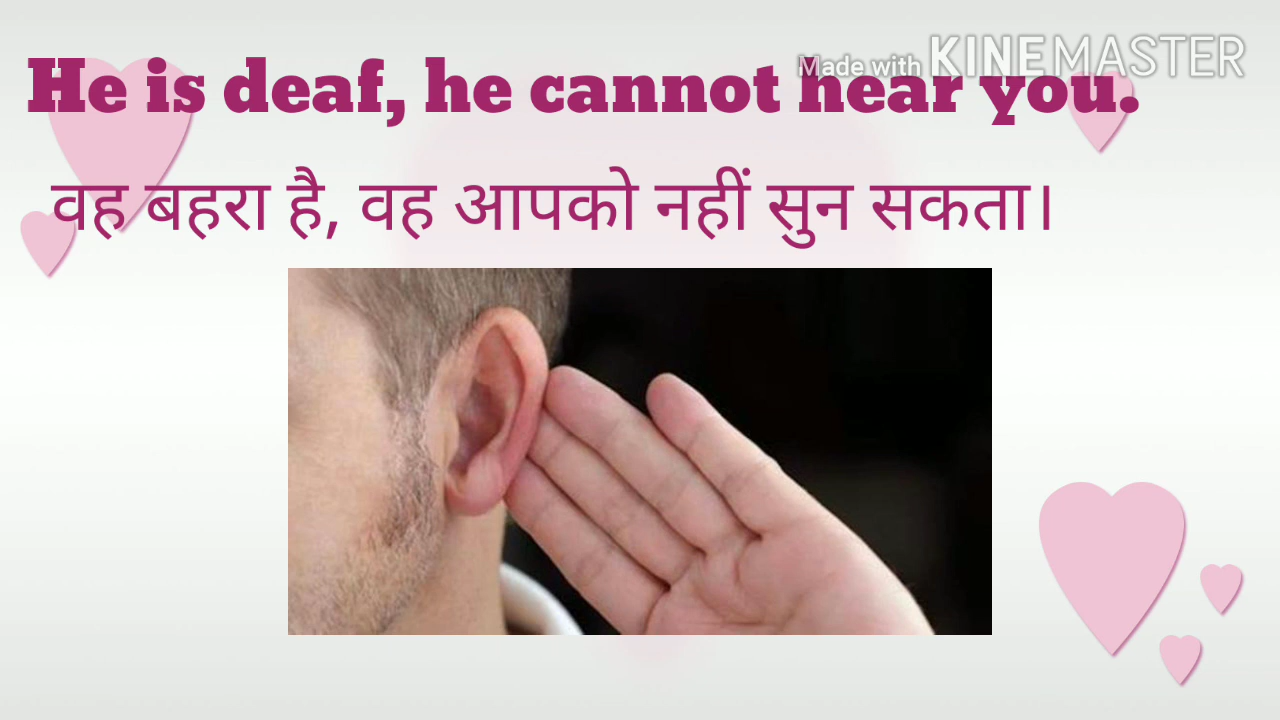 Made with KINEMASTER
He is deaf, he cannot hear you.
वह बहरा है, वह आपको नहीं सुन सकता।